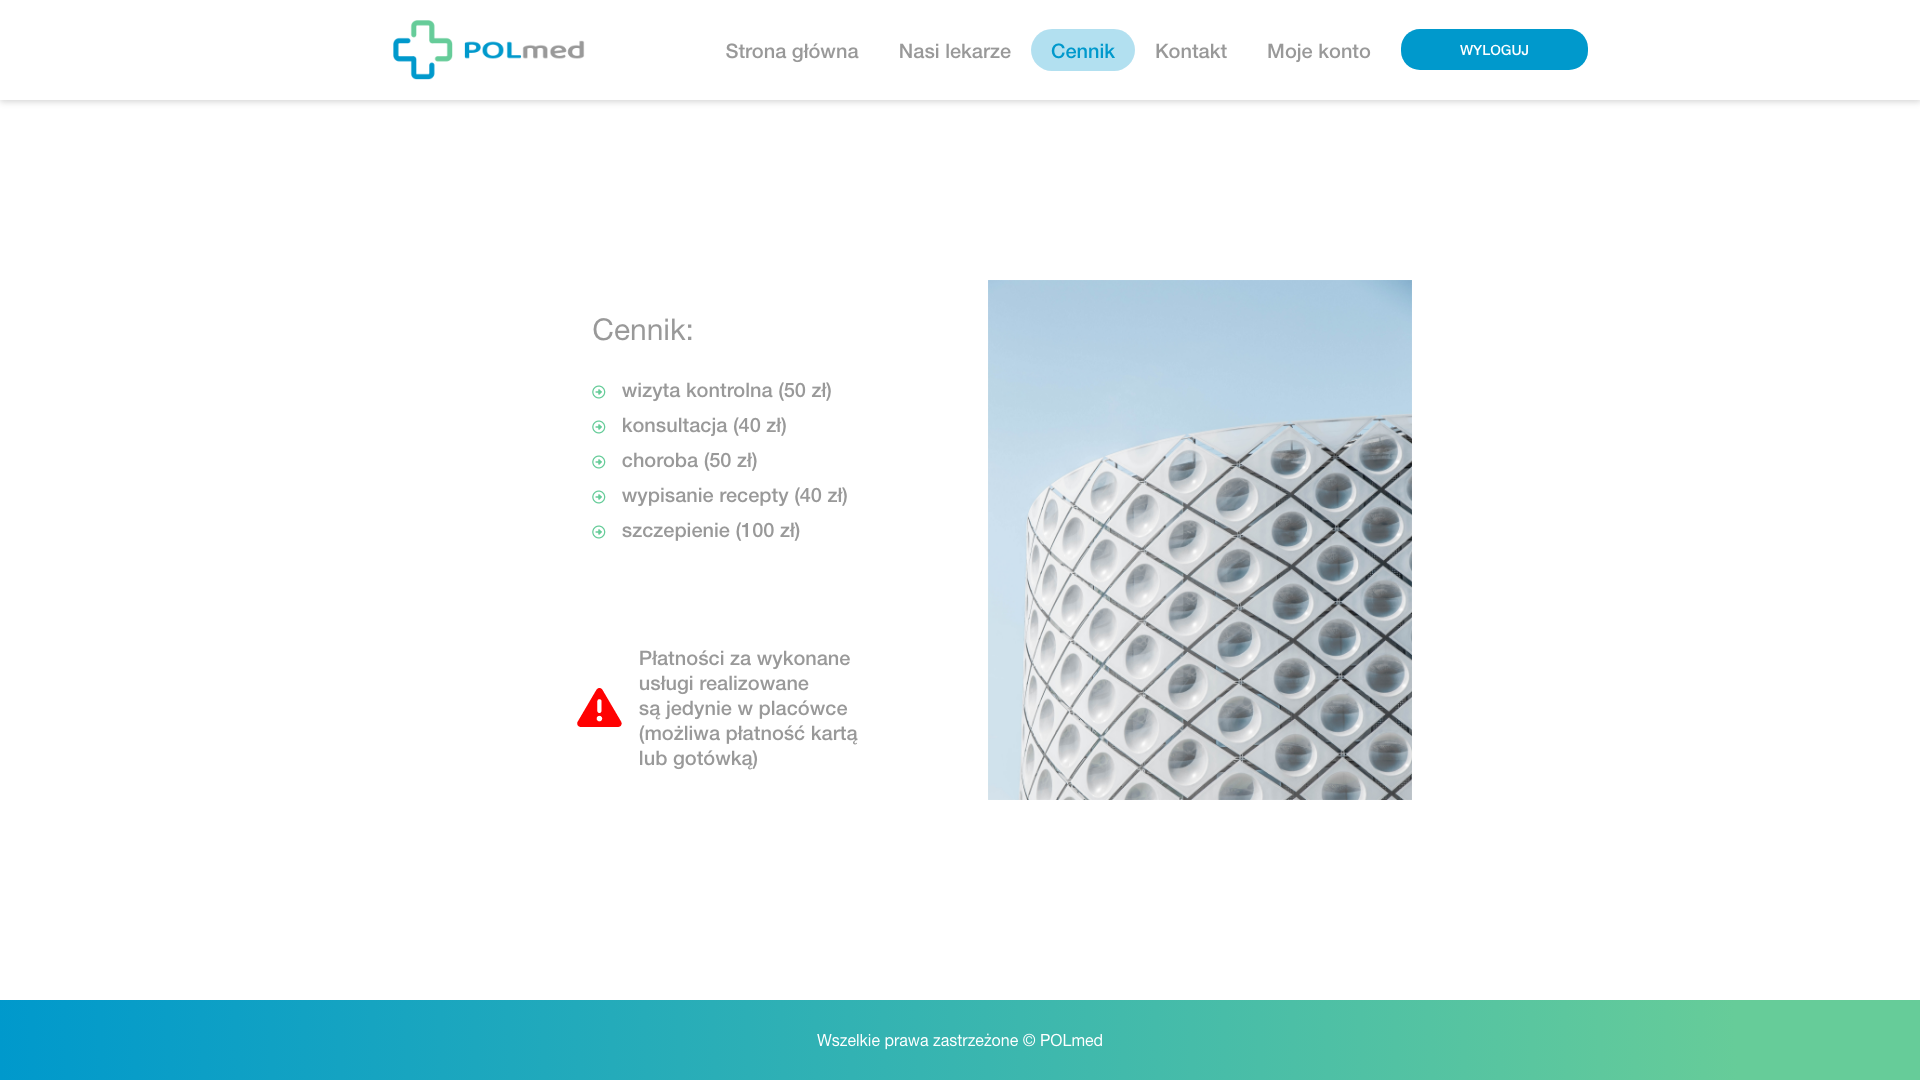 POLmed
Strona główna
Nasi lekarze
Cennik
Kontakt
Moje konto
WYLOGUJ
Cennik:
wizyta kontrolna (50 zł)
konsultacja (40 zł)
choroba (50 zł)
wypisanie recepty (40 zł)
szczepienie (100 zł)
Płatności za wykonane
usługi realizowane
są jedynie w placówce
(możliwa płatność kartą
lub gotówką)
Wszelkie prawa zastrzeżone © POLmed